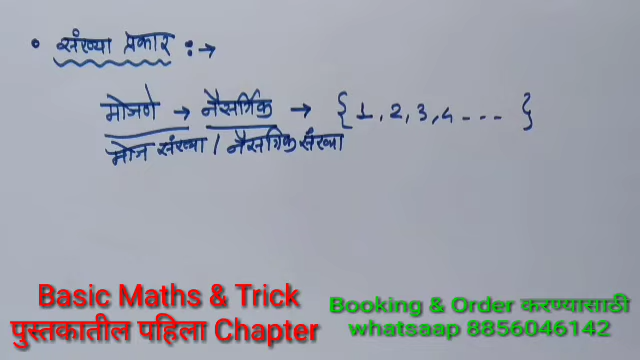 • संख्या प्रकार :→
मोजणे → नैसर्गिक → { 1, 2, 3, 4 - - - }
मोज संख्या / नैसर्गिक संख्या
Basic Maths & Trick
पुस्तकातील पहिला Chapter
Booking & Order करण्यासाठी
whatsaap 8856046142